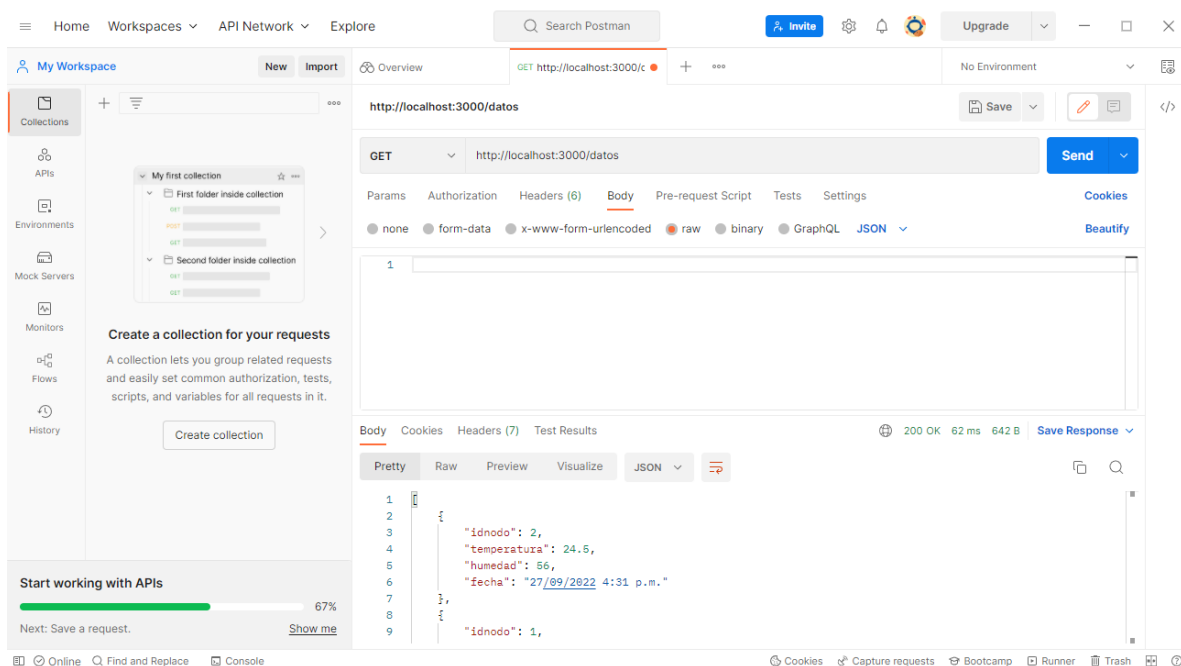 Home Workspaces API Network Explore Search Postman Invite Upgrade
My Workspace New Import Overview GET http://localhost:3000/c No Environment
Collections
APIs
Environments
Mock Servers
Monitors
Flows
History
My first collection
First folder inside collection
GET
POST
GET
Second folder inside collection
GET
GET
Create a collection for your requests
A collection lets you group related requests
and easily set common authorization, tests,
scripts, and variables for all requests in it.
Create collection
Start working with APIs
67%
Next: Save a request. Show me
http://localhost:3000/datos Save
GET http://localhost:3000/datos Send
Params Authorization Headers (6) Body Pre-request Script Tests Settings Cookies
none form-data x-www-form-urlencoded raw binary GraphQL JSON Beautify
1
Body Cookies Headers (7) Test Results 200 OK 62 ms 642 B Save Response
Pretty Raw Preview Visualize JSON
1 [
2 {
3 "idnodo": 2,
4 "temperatura": 24.5,
5 "humedad": 56,
6 "fecha": "27/09/2022 4:31 p.m."
7 },
8 {
9 "idnodo": 1,
Online Find and Replace Console Cookies Capture requests Bootcamp Runner Trash